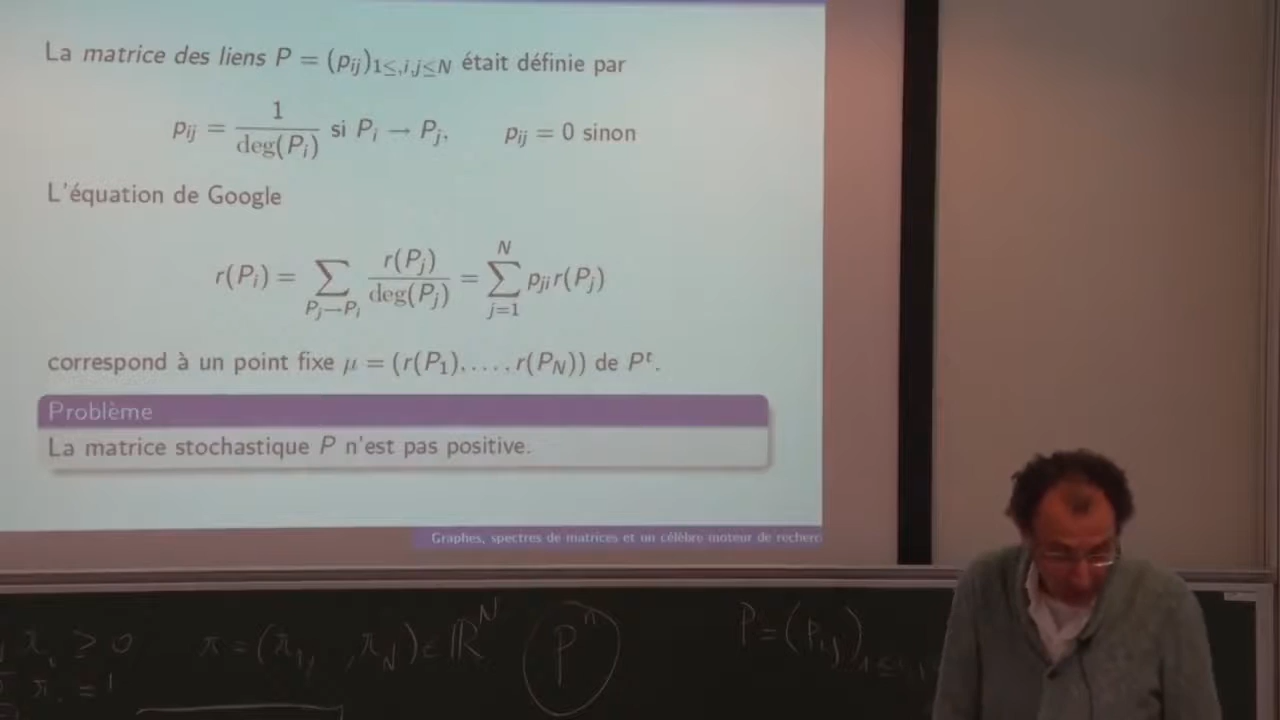 La matrice des liens P = (p_{ij})_{1≤,i,j≤N} était définie par
p_{ij} = 1/deg(P_i) si P_i → P_j, p_{ij} = 0 sinon
L'équation de Google
r(P_i) = ∑_{P_j→P_i} r(P_j)/deg(P_j) = ∑_{j=1}^{N} p_{ji} r(P_j)
correspond à un point fixe μ = (r(P_1), ..., r(P_N)) de P^t.
Problème
La matrice stochastique P n'est pas positive.
Graphes, spectres de matrices et un célèbre moteur de recherc
≥ 0 π = (π_1, , π_N) ∈ ℝ^N P^n P = (p_{ij})
= 1